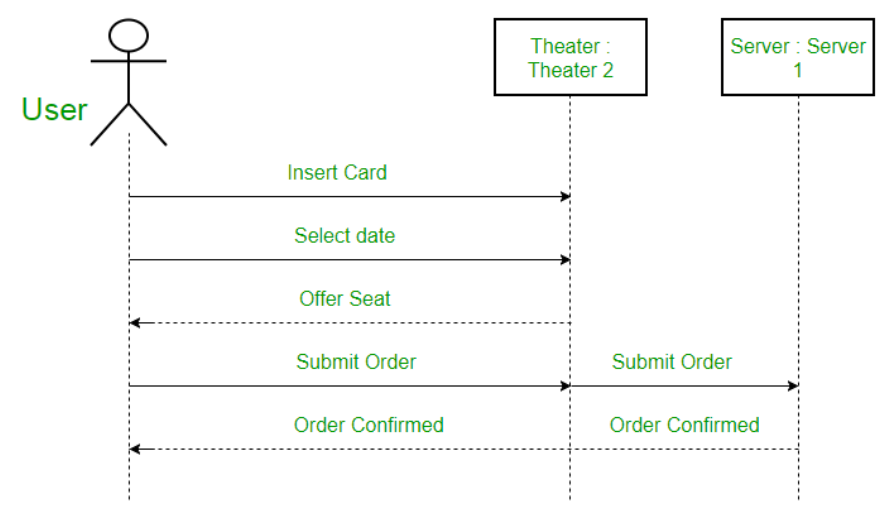 Theater :
Theater 2
Server : Server
1
User
Insert Card
Select date
Offer Seat
Submit Order
Submit Order
Order Confirmed
Order Confirmed